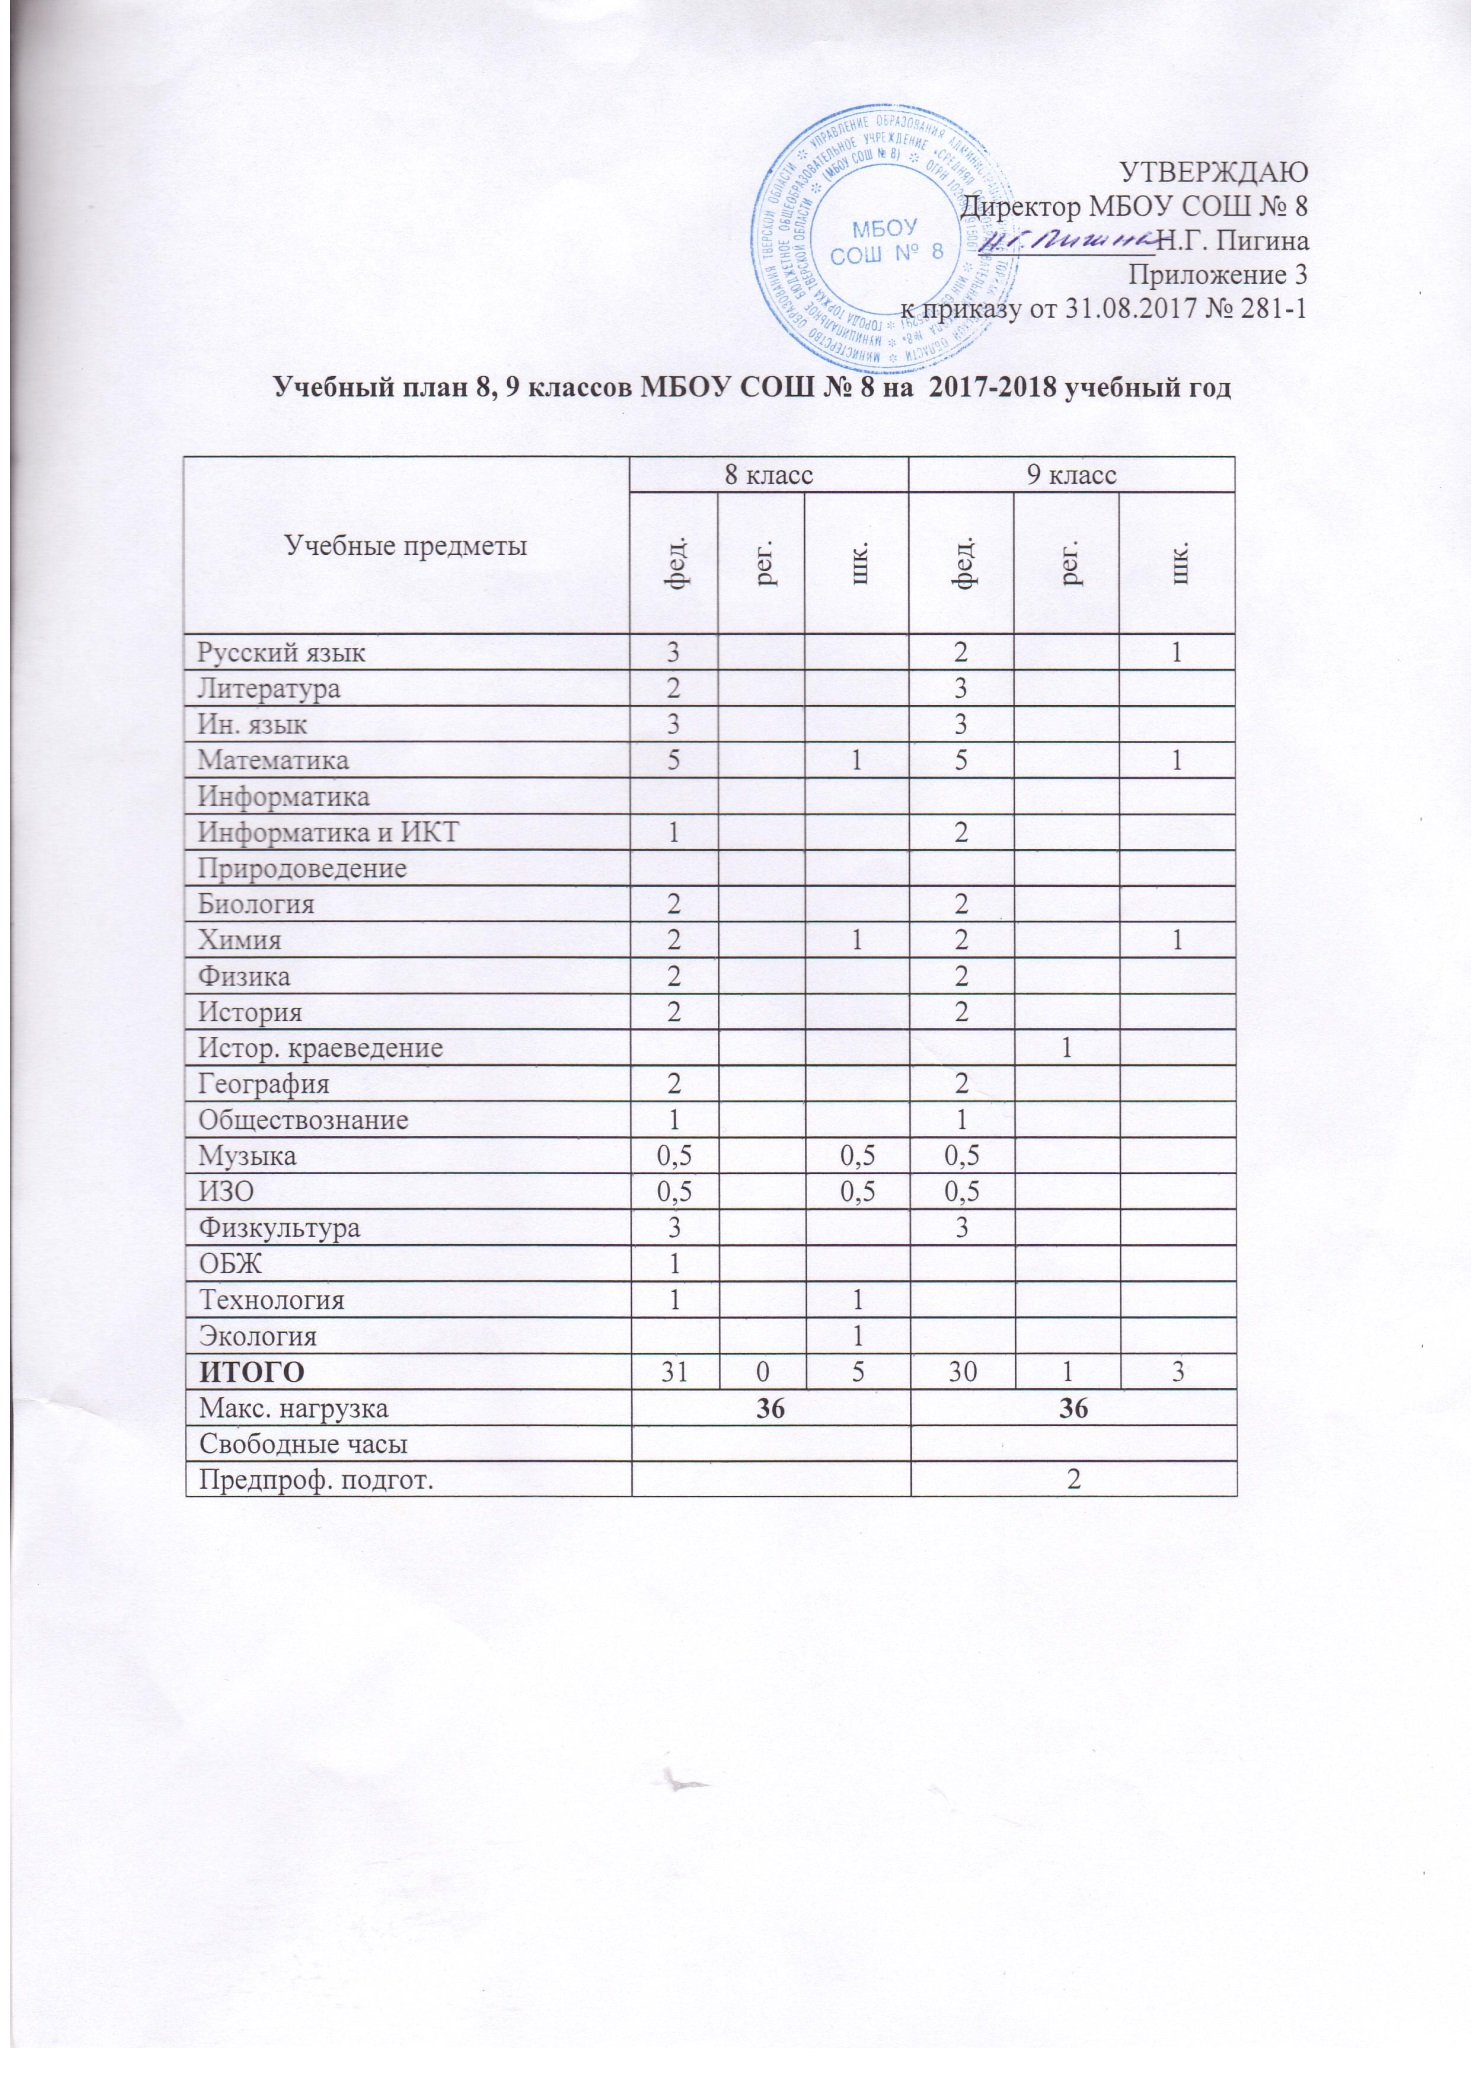 УТВЕРЖДАЮ
Директор МБОУ СОШ № 8
Н.Г. Пигина
Приложение 3
к приказу от 31.08.2017 № 281-1
МБОУ
СОШ № 8
Учебный план 8, 9 классов МБОУ СОШ № 8 на 2017-2018 учебный год
Учебные предметы 8 класс 9 класс
фед. рег. шк. фед. рег. шк.
Русский язык 3 2 1
Литература 2 3
Ин. язык 3 3
Математика 5 1 5 1
Информатика
Информатика и ИКТ 1 2
Природоведение
Биология 2 2
Химия 2 1 2 1
Физика 2 2
История 2 2
Истор. краеведение 1
География 2 2
Обществознание 1 1
Музыка 0,5 0,5 0,5
ИЗО 0,5 0,5 0,5
Физкультура 3 3
ОБЖ 1
Технология 1 1
Экология 1
ИТОГО 31 0 5 30 1 3
Макс. нагрузка 36 36
Свободные часы
Предпроф. подгот. 2